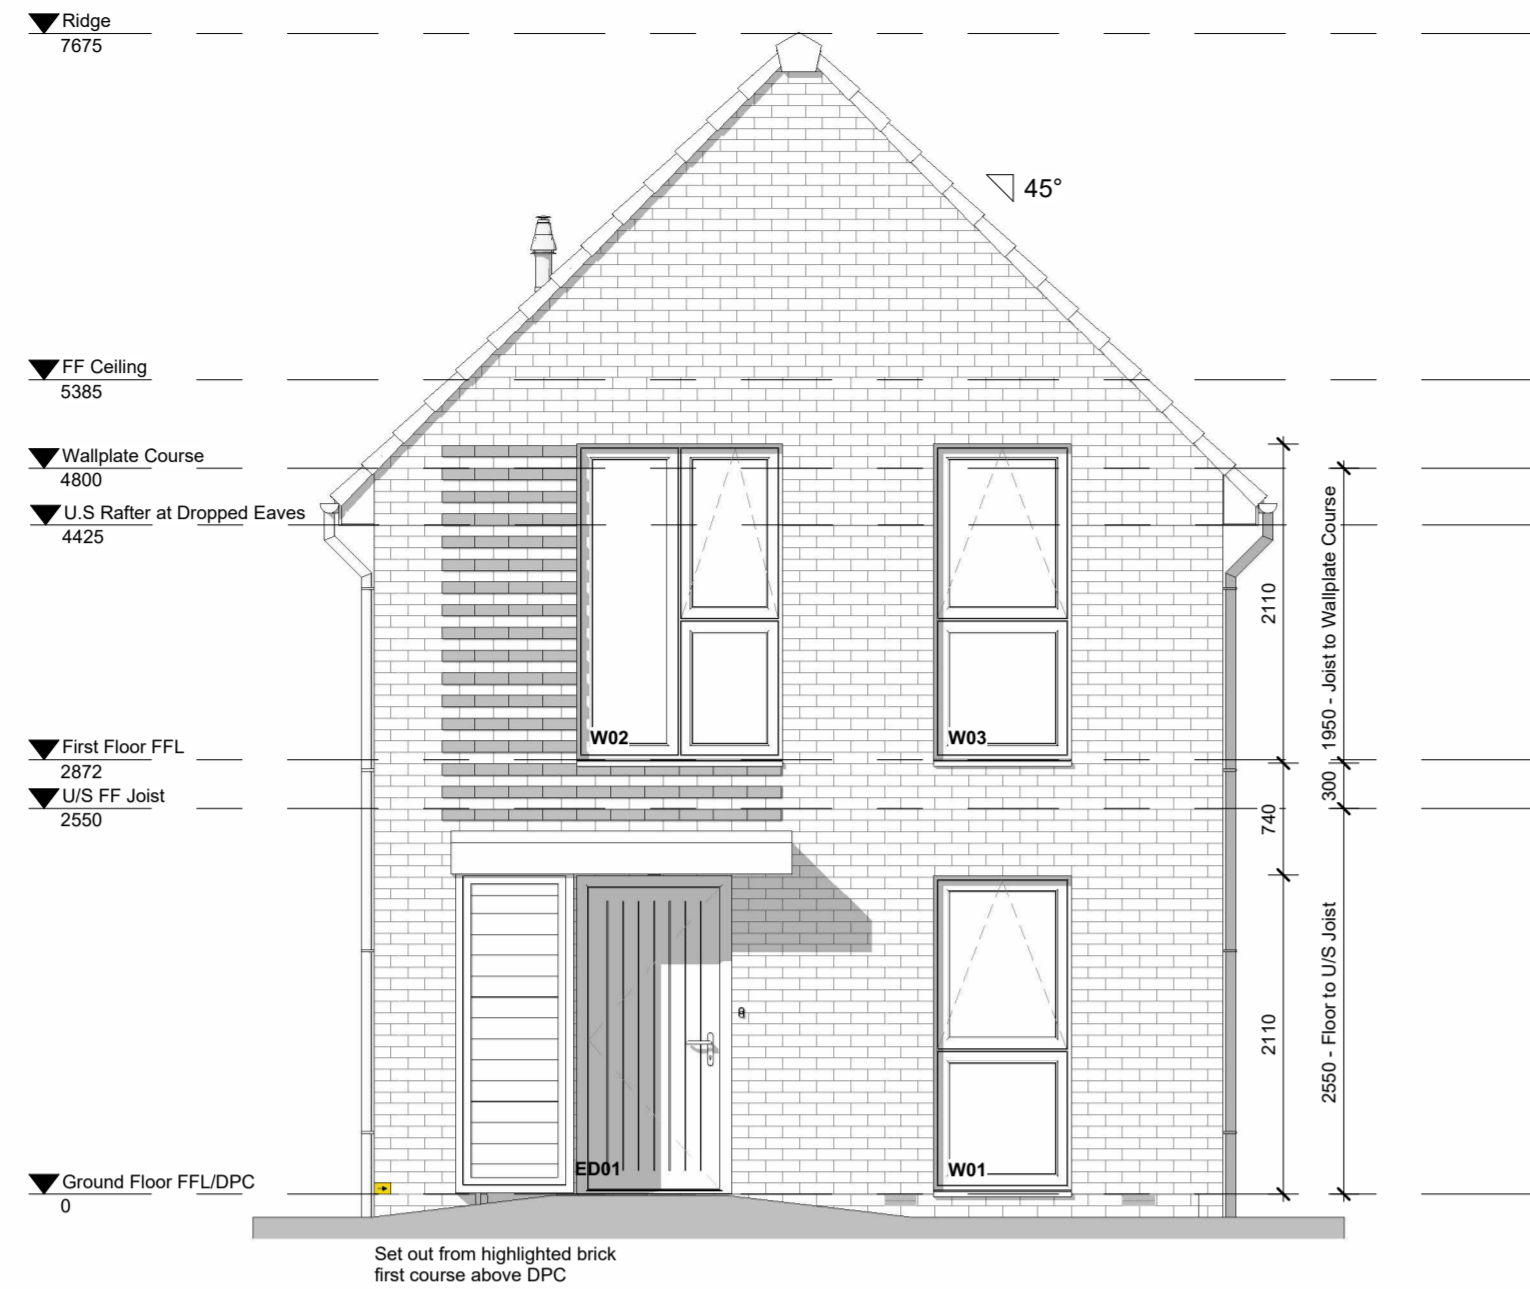 Ridge
7675
45°
FF Ceiling
5385
Wallplate Course
4800
U.S Rafter at Dropped Eaves
4425
2110
1950 - Joist to Wallplate Course
W02
W03
First Floor FFL
2872
300
U/S FF Joist
2550
740
2110
2550 - Floor to U/S Joist
ED01
W01
Ground Floor FFL/DPC
0
Set out from highlighted brick
first course above DPC